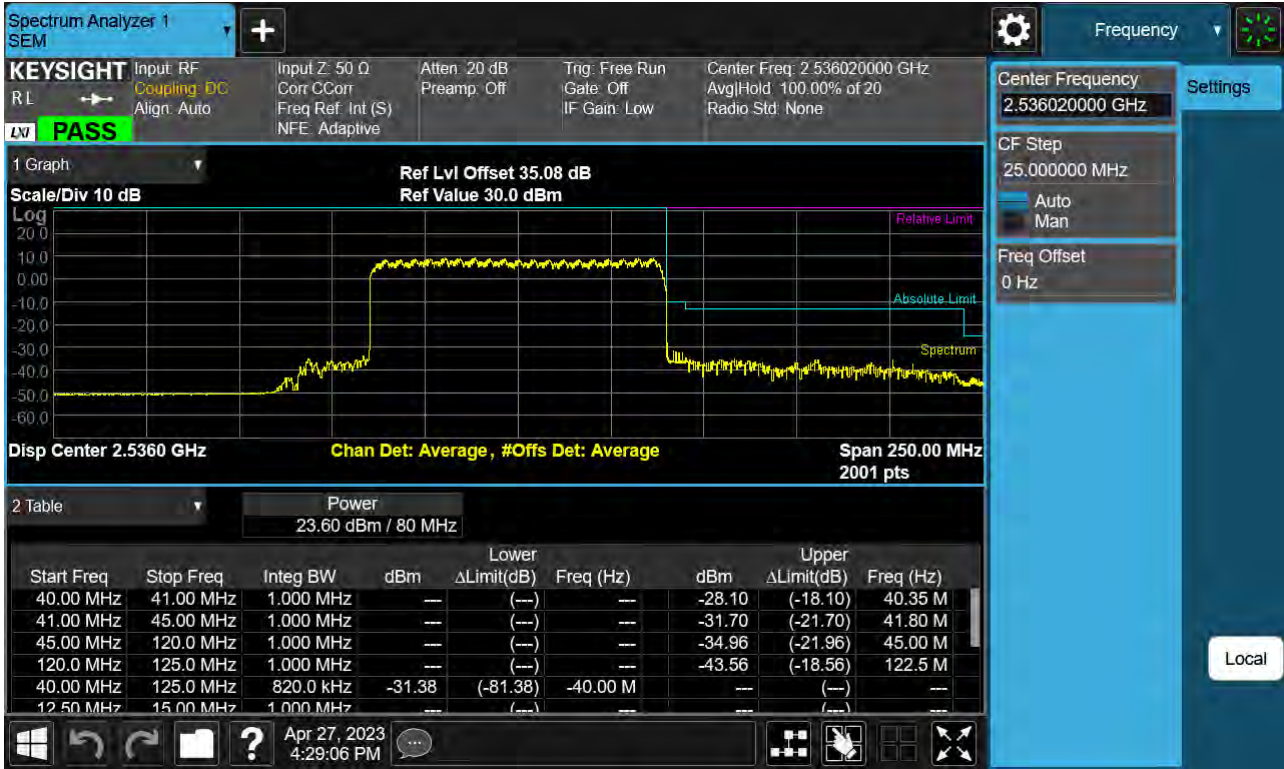 Spectrum Analyzer 1
SEM
Frequency
KEYSIGHT
RL
LXI
PASS
Input: RF
Coupling: DC
Align: Auto
Input Z: 50 Ω
Corr CCorr
Freq Ref: Int (S)
NFE: Adaptive
Atten: 20 dB
Preamp: Off
Trig: Free Run
Gate: Off
IF Gain: Low
Center Freq: 2.536020000 GHz
Avg|Hold: 100.00% of 20
Radio Std: None
Center Frequency
2.536020000 GHz
Settings
CF Step
25.000000 MHz
Auto
Man
Freq Offset
0 Hz
1 Graph
Scale/Div 10 dB
Ref Lvl Offset 35.08 dB
Ref Value 30.0 dBm
Log
20.0
10.0
0.00
-10.0
-20.0
-30.0
-40.0
-50.0
-60.0
Relative Limit
Absolute Limit
Spectrum
Disp Center 2.5360 GHz
Chan Det: Average , #Offs Det: Average
Span 250.00 MHz
2001 pts
2 Table
Power
23.60 dBm / 80 MHz
Lower Upper
Start Freq Stop Freq Integ BW dBm ΔLimit(dB) Freq (Hz) dBm ΔLimit(dB) Freq (Hz)
40.00 MHz 41.00 MHz 1.000 MHz --- (---) --- -28.10 (-18.10) 40.35 M
41.00 MHz 45.00 MHz 1.000 MHz --- (---) --- -31.70 (-21.70) 41.80 M
45.00 MHz 120.0 MHz 1.000 MHz --- (---) --- -34.96 (-21.96) 45.00 M
120.0 MHz 125.0 MHz 1.000 MHz --- (---) --- -43.56 (-18.56) 122.5 M
40.00 MHz 125.0 MHz 820.0 kHz -31.38 (-81.38) -40.00 M --- (---) ---
12.50 MHz 15.00 MHz 1.000 MHz --- (---) --- --- (---) ---
Local
?
Apr 27, 2023
4:29:06 PM